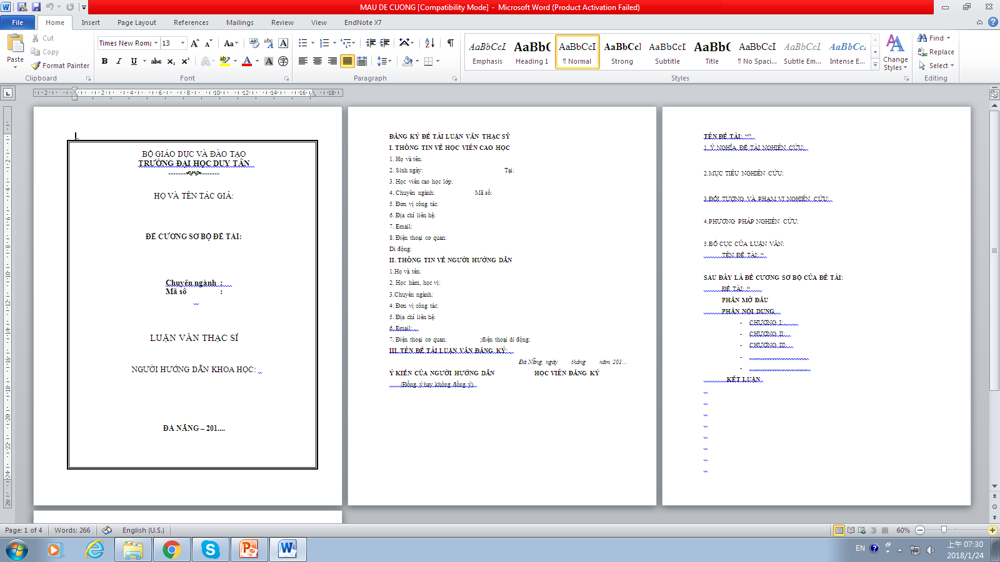 MAU DE CUONG [Compatibility Mode] - Microsoft Word (Product Activation Failed)
File Home Insert Page Layout References Mailings Review View EndNote X7
Paste
Cut
Copy
Format Painter
Clipboard
Times New Roma 13
Font
Paragraph
AaBbCcL AaBbC AaBbCcI AaBbCcI AaBbCcI AaBbC AaBbCcI AaBbCcL AaBbCcL
Emphasis Heading 1 ¶ Normal Strong Subtitle Title ¶ No Spaci... Subtle Em... Intense E...
Styles
Change Styles
Find
Replace
Select
Editing
BỘ GIÁO DỤC VÀ ĐÀO TẠO
TRƯỜNG ĐẠI HỌC DUY TÂN
HỌ VÀ TÊN TÁC GIẢ:
ĐỀ CƯƠNG SƠ BỘ ĐỀ TÀI:
Chuyên ngành :
Mã số :
LUẬN VĂN THẠC SĨ
NGƯỜI HƯỚNG DẪN KHOA HỌC:
ĐÀ NẴNG – 201....
ĐĂNG KÝ ĐỀ TÀI LUẬN VĂN THẠC SỸ
I. THÔNG TIN VỀ HỌC VIÊN CAO HỌC
1. Họ và tên:
2. Sinh ngày: Tại:
3. Học viên cao học lớp:
4. Chuyên ngành: Mã số:
5. Đơn vị công tác:
6. Địa chỉ liên hệ:
7. Email:
8. Điện thoại cơ quan:
Di động:
II. THÔNG TIN VỀ NGƯỜI HƯỚNG DẪN
1.Họ và tên:
2. Học hàm, học vị:
3.Chuyên ngành:
4. Đơn vị công tác:
5. Địa chỉ liên hệ:
6. Email:
7. Điện thoại cơ quan: ;điện thoại di động:
III. TÊN ĐỀ TÀI LUẬN VĂN ĐĂNG KÝ:
Đà Nẵng, ngày tháng năm 201...
Ý KIẾN CỦA NGƯỜI HƯỚNG DẪN HỌC VIÊN ĐĂNG KÝ
(Đồng ý hay không đồng ý)
TÊN ĐỀ TÀI: “”
1. Ý NGHĨA ĐỀ TÀI NGHIÊN CỨU:
2.MỤC TIÊU NGHIÊN CỨU:
3.ĐỐI TƯỢNG VÀ PHẠM VI NGHIÊN CỨU:
4.PHƯƠNG PHÁP NGHIÊN CỨU:
5.BỐ CỤC CỦA LUẬN VĂN:
TÊN ĐỀ TÀI: “
SAU ĐÂY LÀ ĐỀ CƯƠNG SƠ BỘ CỦA ĐỀ TÀI:
ĐỀ TÀI: “
PHẦN MỞ ĐẦU
PHẦN NỘI DUNG
- CHƯƠNG I:
- CHƯƠNG II:
- CHƯƠNG III:
-
-
KẾT LUẬN
Page: 1 of 4 Words: 266 English (U.S.) 60%
EN
上午 07:30
2018/1/24